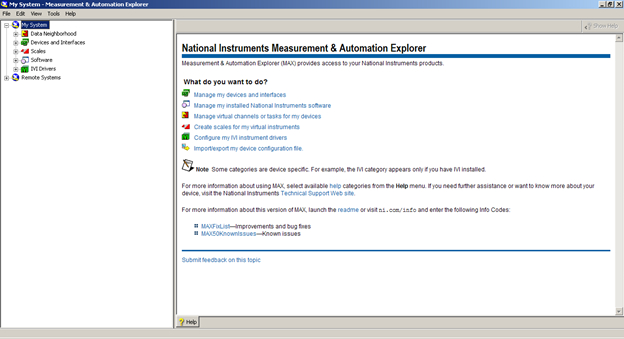 My System - Measurement & Automation Explorer
File Edit View Tools Help
My System
Data Neighborhood
Devices and Interfaces
Scales
Software
IVI Drivers
Remote Systems
Show Help
National Instruments Measurement & Automation Explorer
Measurement & Automation Explorer (MAX) provides access to your National Instruments products.
What do you want to do?
Manage my devices and interfaces
Manage my installed National Instruments software
Manage virtual channels or tasks for my devices
Create scales for my virtual instruments
Configure my IVI instrument drivers
Import/export my device configuration file.
Note Some categories are device specific. For example, the IVI category appears only if you have IVI installed.
For more information about using MAX, select available help categories from the Help menu. If you need further assistance or want to know more about your
device, visit the National Instruments Technical Support Web site.
For more information about this version of MAX, launch the readme or visit ni.com/info and enter the following Info Codes:
MAXFixList—Improvements and bug fixes
MAX50KnownIssues—Known issues
Submit feedback on this topic
Help